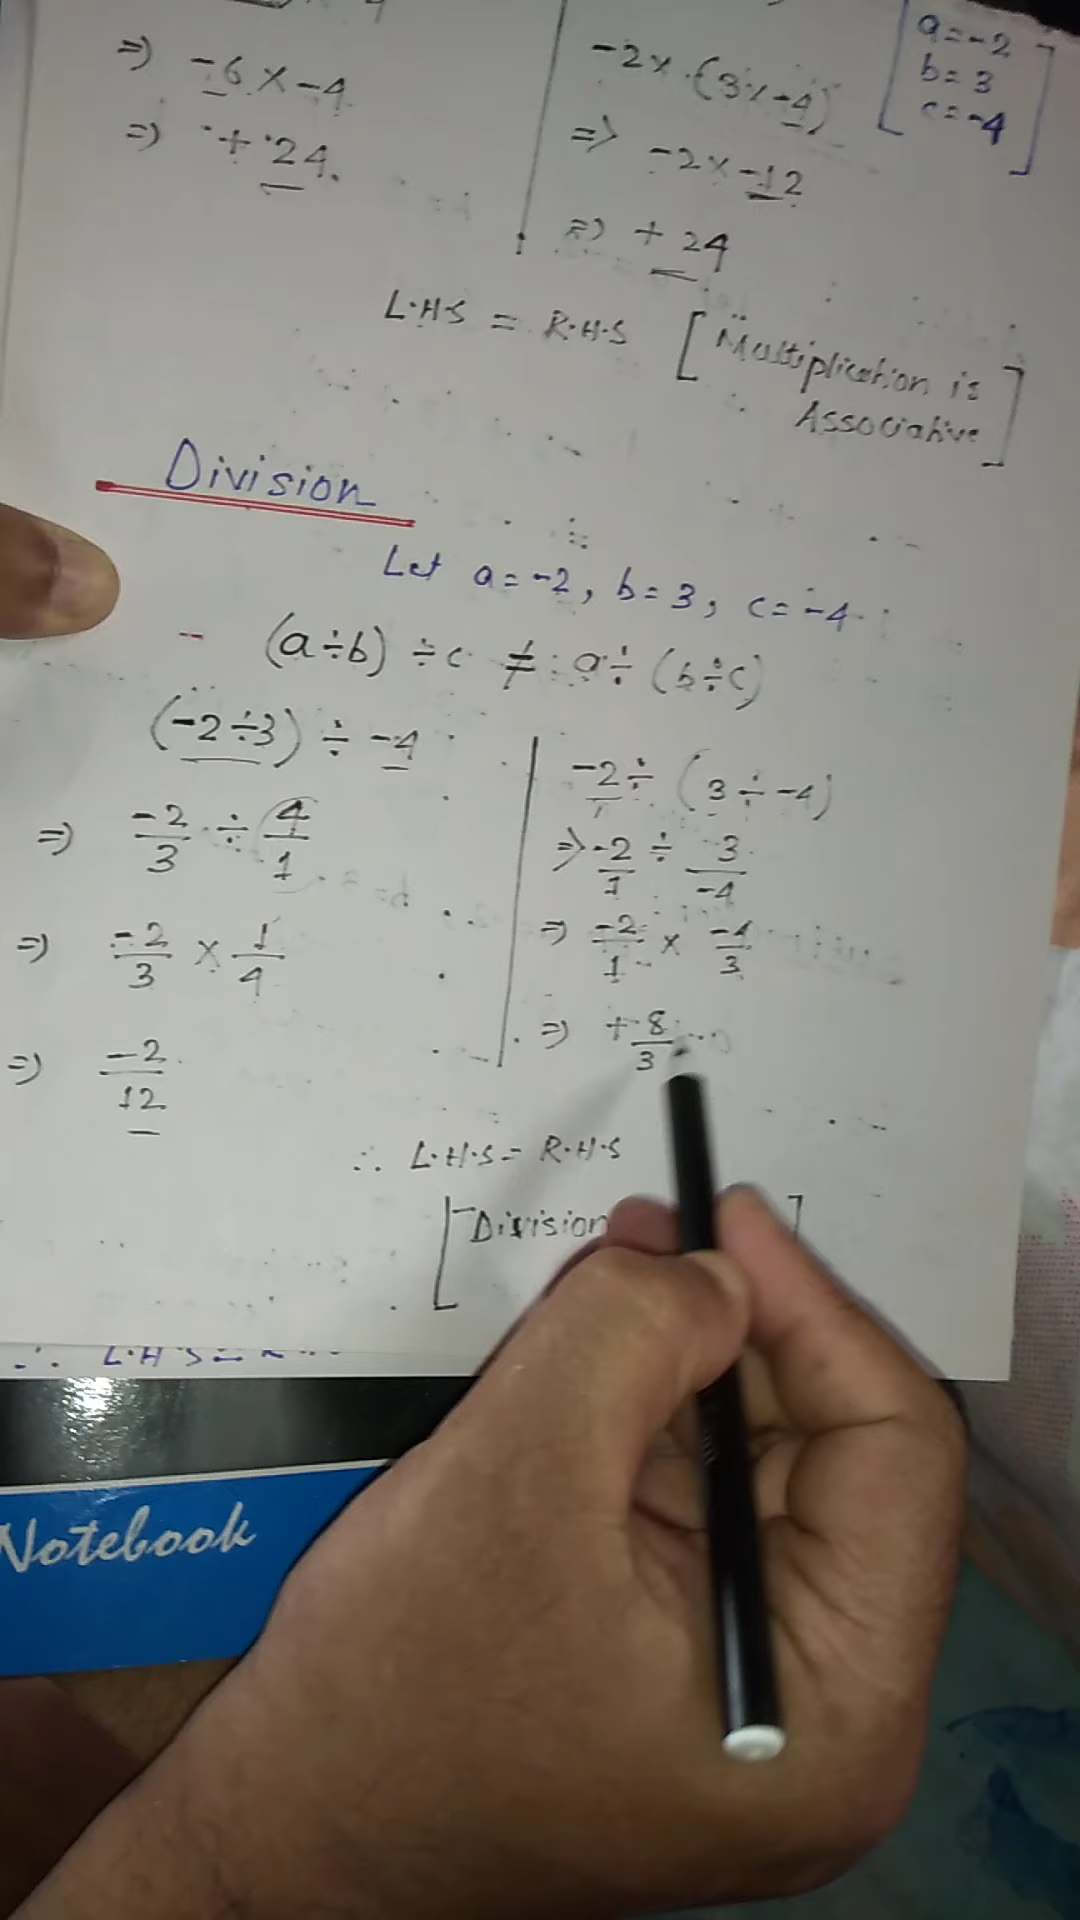 => -6 x -4
=> + 24.
-2 x (3 x -4)
=> -2 x -12
=> + 24
a = -2
b = 3
c = -4
L.H.S = R.H.S [Multiplication is
Associative]
Division
Let a = -2, b = 3, c = -4
(a÷b) ÷ c ≠ a ÷ (b÷c)
(-2÷3) ÷ -4
=> -2/3 ÷ 4/1
=> -2/3 x 1/4
=> -2/12
-2 ÷ (3 ÷ -4)
=> -2/1 ÷ 3/-4
=> -2/1 x -4/3
=> + 8/3
∴ L.H.S = R.H.S
[Division ]
∴ L.H.S =
Notebook